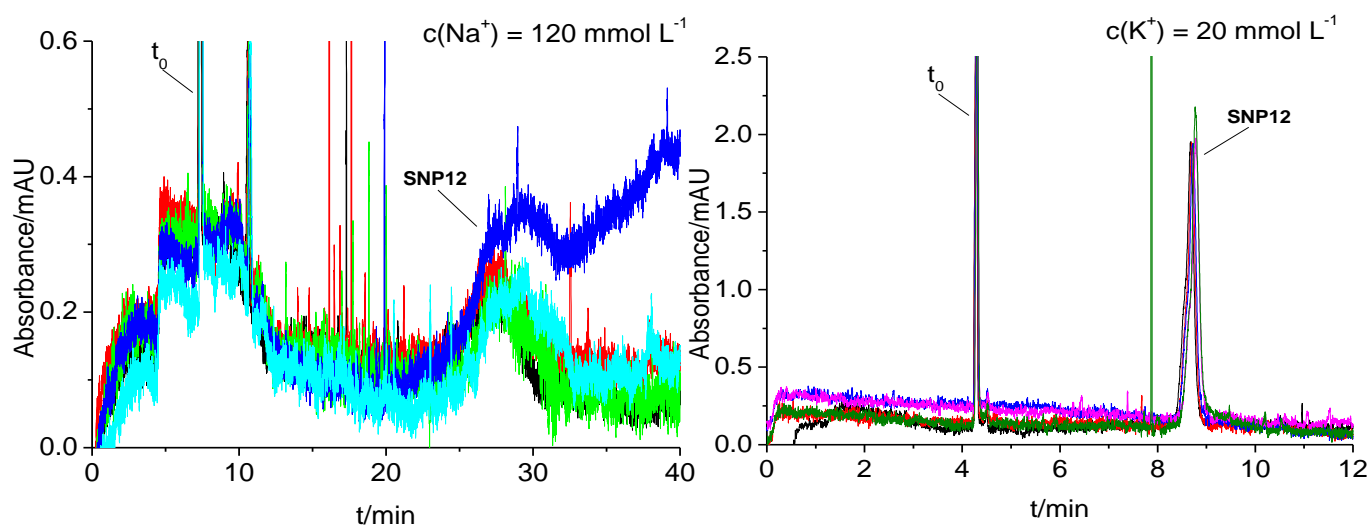 c(Na⁺) = 120 mmol L⁻¹
t₀
SNP12
Absorbance/mAU
0.6
0.4
0.2
0.0
0
10
20
30
40
t/min
c(K⁺) = 20 mmol L⁻¹
t₀
SNP12
Absorbance/mAU
2.5
2.0
1.5
1.0
0.5
0.0
0
2
4
6
8
10
12
t/min